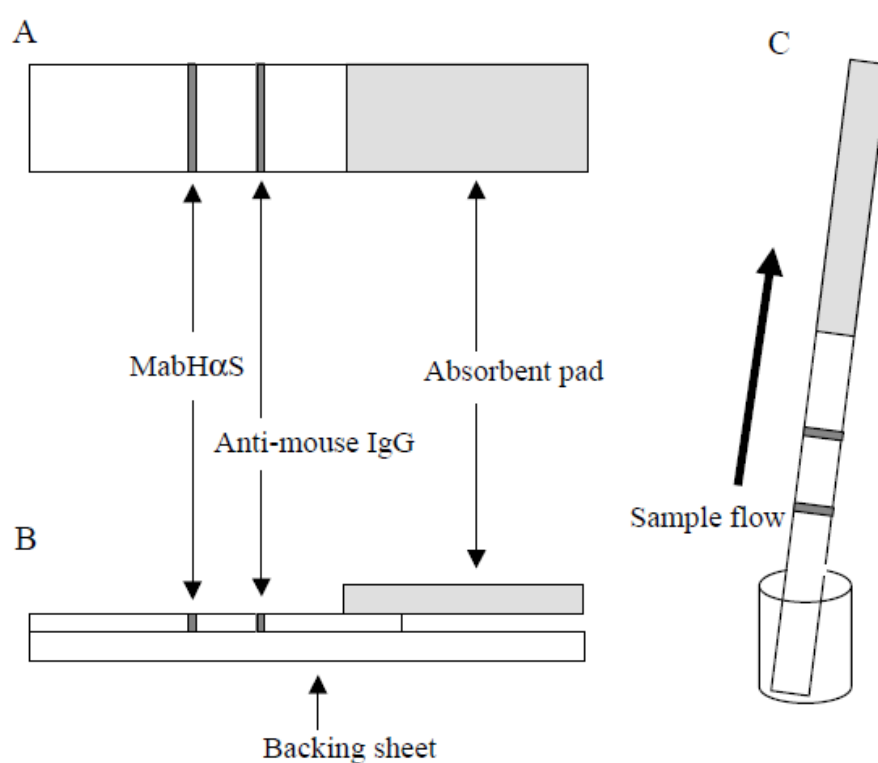 A
C
MabHαS
Absorbent pad
Anti-mouse IgG
Sample flow
B
Backing sheet